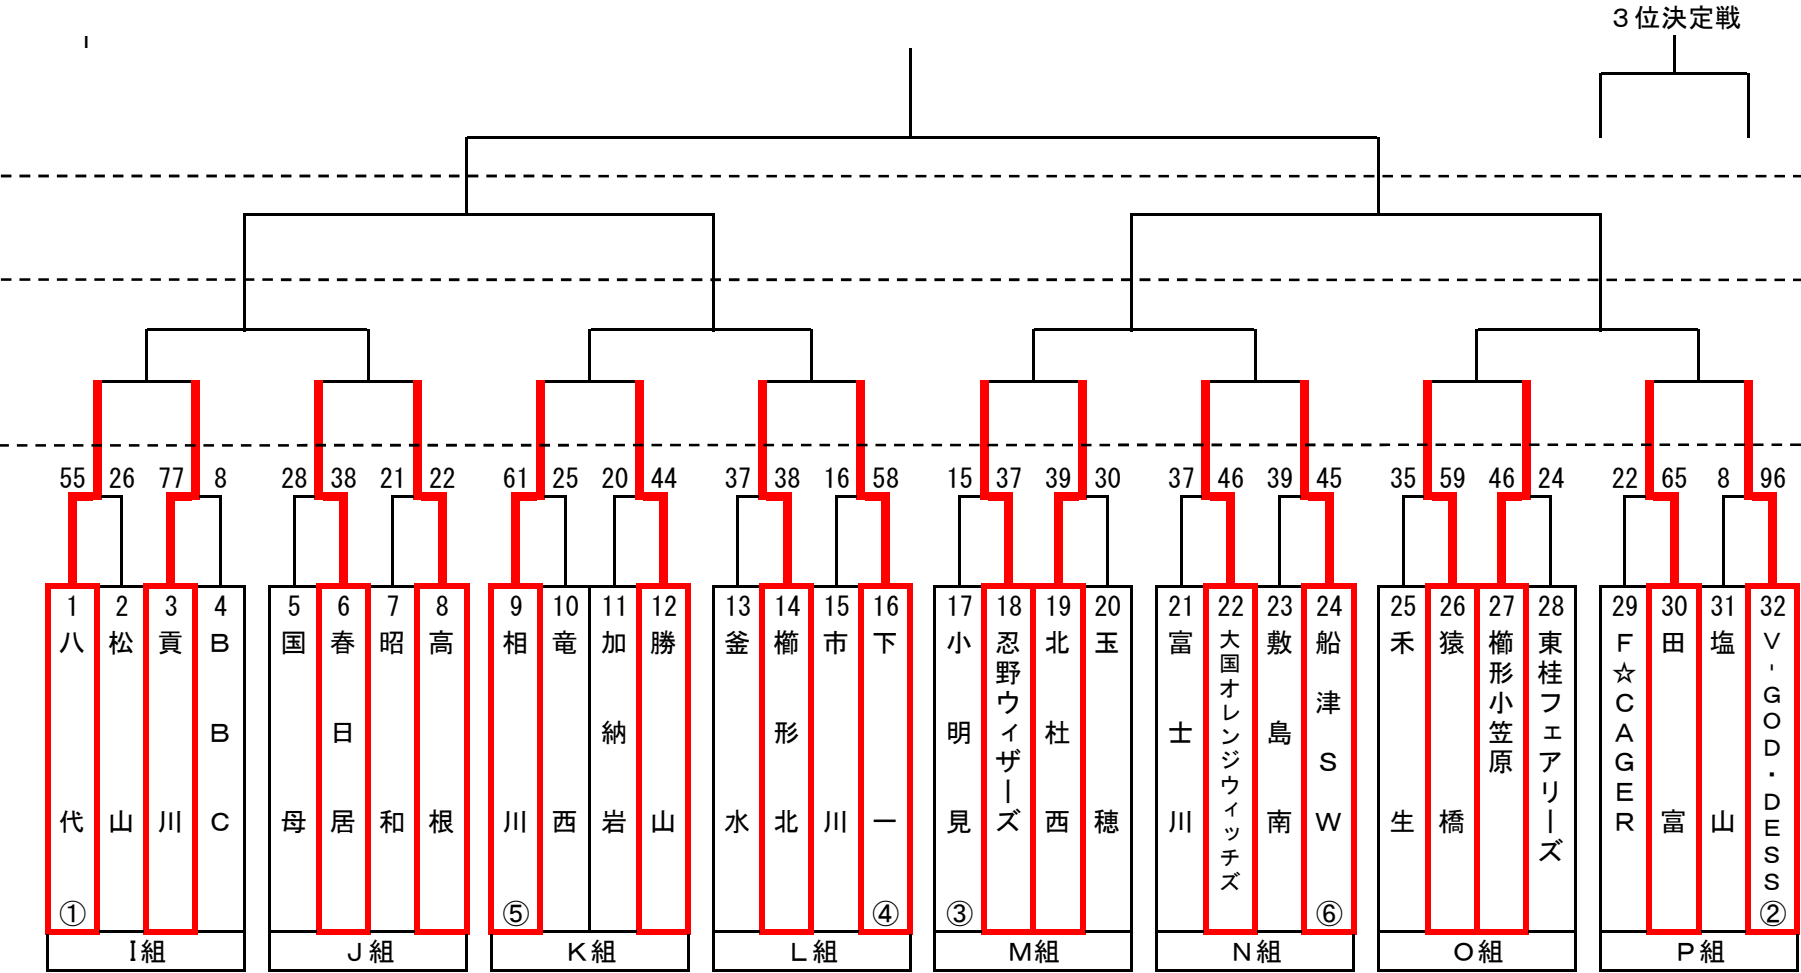 ３位決定戦
55 26 77 8 28 38 21 22 61 25 20 44 37 38 16 58 15 37 39 30 37 46 39 45 35 59 46 24 22 65 8 96
1 2 3 4 5 6 7 8 9 10 11 12 13 14 15 16 17 18 19 20 21 22 23 24 25 26 27 28 29 30 31 32
八代
松山
貢川
ＢＢＣ
国母
春日居
昭和
高根
相川
竜西
加納岩
勝山
釜水
櫛形北
市川
下一
小明見
忍野ウィザーズ
北杜西
玉穂
富士川
大国オレンジウィッチズ
敷島南
船津ＳＷ
禾生
猿橋
櫛形小笠原
東桂フェアリーズ
Ｆ☆ＣＡＧＥＲ
田富
塩山
Ｖ-ＧＯＤ・ＤＥＳＳ
① ⑤ ④ ③ ⑥ ②
Ｉ組 Ｊ組 Ｋ組 Ｌ組 Ｍ組 Ｎ組 Ｏ組 Ｐ組